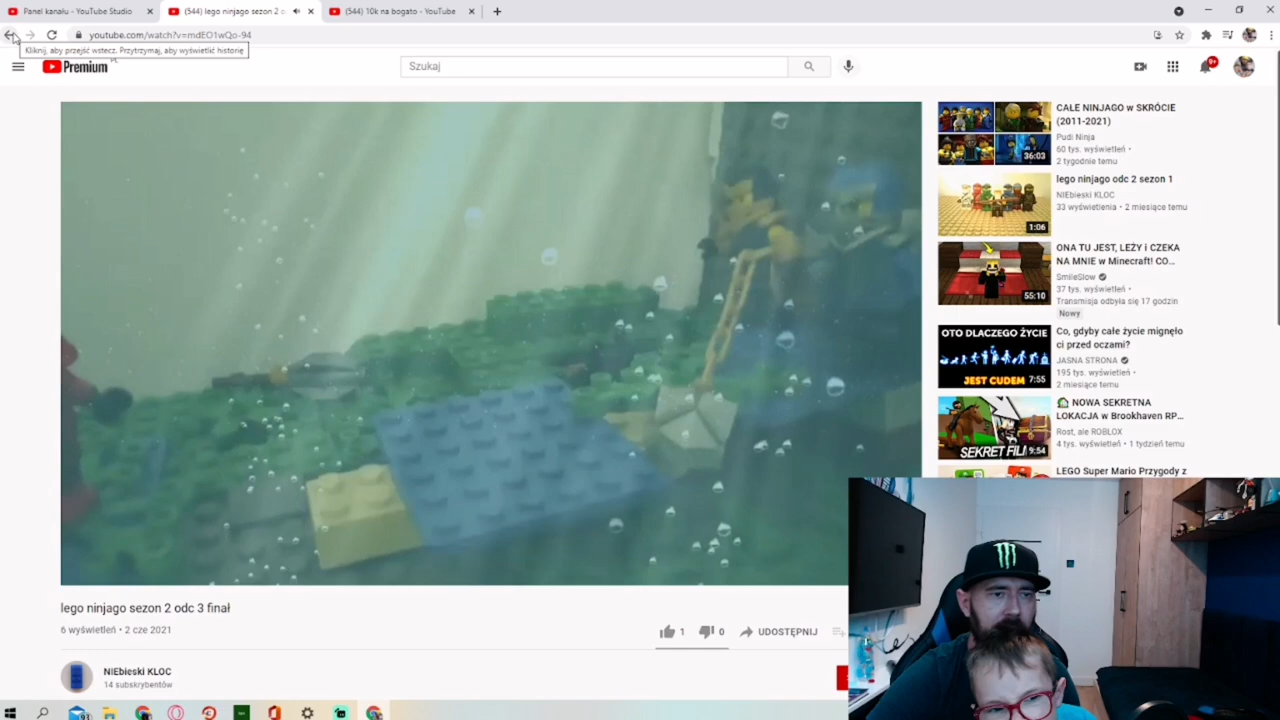 Panel kanału - YouTube Studio
(544) lego ninjago sezon 2 o
(544) 10k na bogato - YouTube
youtube.com/watch?v=mdEO1wQo-94
Kliknij, aby przejść wstecz. Przytrzymaj, aby wyświetlić historię
Premium
PL
Szukaj
9+
CAŁE NINJAGO w SKRÓCIE
(2011-2021)
Pudi Ninja
60 tys. wyświetleń •
2 tygodnie temu
36:03
lego ninjago odc 2 sezon 1
NIEbieski KLOC
33 wyświetlenia • 2 miesiące temu
1:06
ONA TU JEST, LEŻY i CZEKA
NA MNIE w Minecraft! CO...
SmileSlow
37 tys. wyświetleń •
Transmisja odbyła się 17 godzin
Nowy
55:10
OTO DLACZEGO ŻYCIE
JEST CUDEM
7:55
Co, gdyby całe życie mignęło
ci przed oczami?
JASNA STRONA
195 tys. wyświetleń •
2 miesiące temu
NOWA SEKRETNA
LOKACJA w Brookhaven RP...
Rost, ale ROBLOX
4 tys. wyświetleń • 1 tydzień temu
SEKRET FILI
9:54
LEGO Super Mario Przygody z
lego ninjago sezon 2 odc 3 finał
6 wyświetleń • 2 cze 2021
1
0
UDOSTĘPNIJ
NIEbieski KLOC
14 subskrybentów